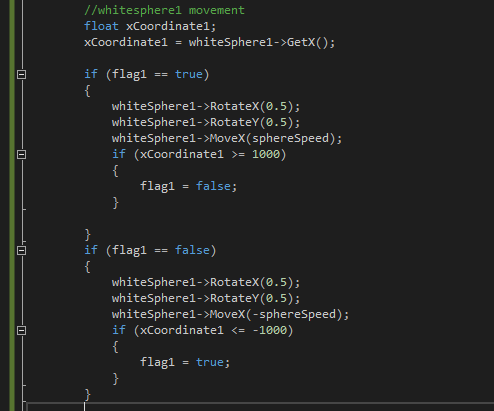 //whitesphere1 movement
float xCoordinate1;
xCoordinate1 = whiteSphere1->GetX();
if (flag1 == true)
{
whiteSphere1->RotateX(0.5);
whiteSphere1->RotateY(0.5);
whiteSphere1->MoveX(sphereSpeed);
if (xCoordinate1 >= 1000)
{
flag1 = false;
}
}
if (flag1 == false)
{
whiteSphere1->RotateX(0.5);
whiteSphere1->RotateY(0.5);
whiteSphere1->MoveX(-sphereSpeed);
if (xCoordinate1 <= -1000)
{
flag1 = true;
}
}